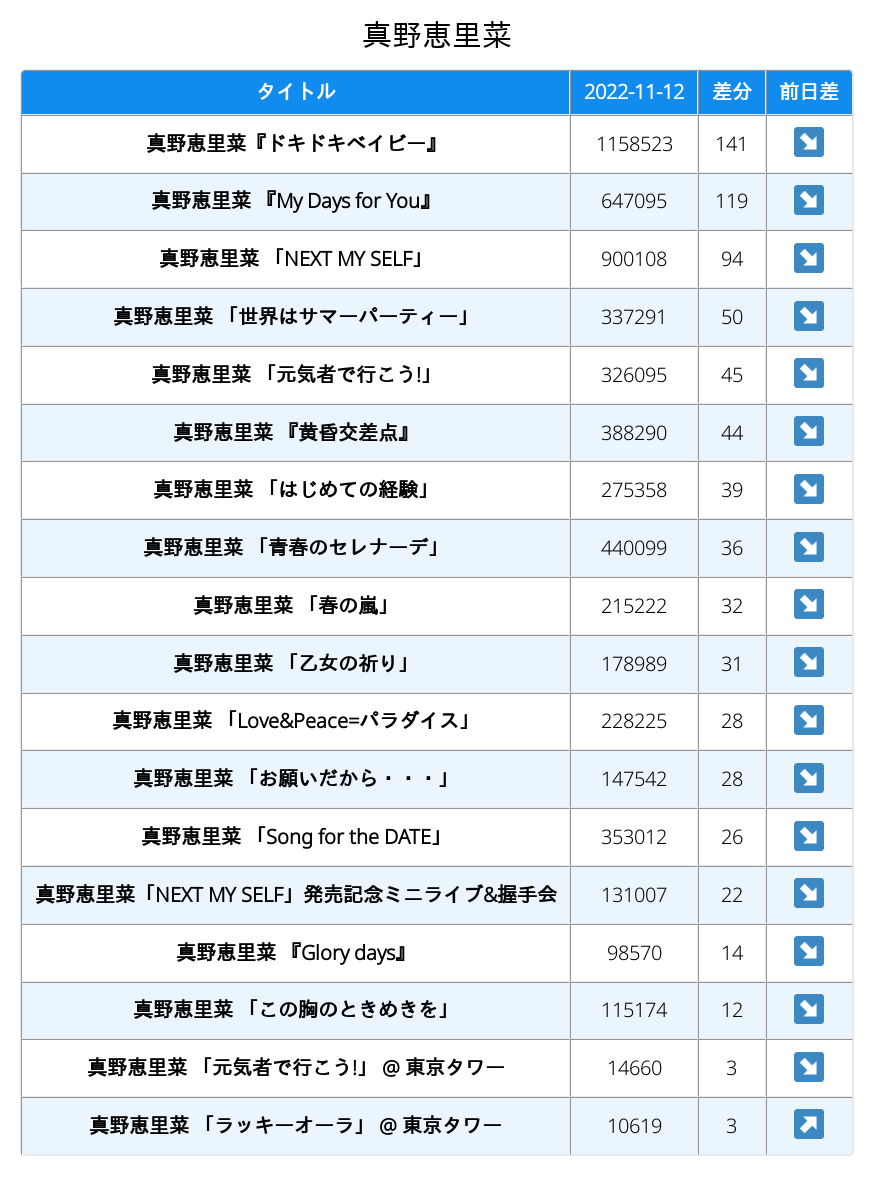 真野恵里菜
タイトル 2022-11-12 差分 前日差
真野恵里菜『ドキドキベイビー』 1158523 141 ↘
真野恵里菜 『My Days for You』 647095 119 ↘
真野恵里菜 「NEXT MY SELF」 900108 94 ↘
真野恵里菜 「世界はサマーパーティー」 337291 50 ↘
真野恵里菜 「元気者で行こう!」 326095 45 ↘
真野恵里菜 『黄昏交差点』 388290 44 ↘
真野恵里菜 「はじめての経験」 275358 39 ↘
真野恵里菜 「青春のセレナーデ」 440099 36 ↘
真野恵里菜 「春の嵐」 215222 32 ↘
真野恵里菜 「乙女の祈り」 178989 31 ↘
真野恵里菜 「Love&Peace=パラダイス」 228225 28 ↘
真野恵里菜 「お願いだから・・・」 147542 28 ↘
真野恵里菜 「Song for the DATE」 353012 26 ↘
真野恵里菜「NEXT MY SELF」発売記念ミニライブ&握手会 131007 22 ↘
真野恵里菜 『Glory days』 98570 14 ↘
真野恵里菜 「この胸のときめきを」 115174 12 ↘
真野恵里菜 「元気者で行こう!」 @ 東京タワー 14660 3 ↘
真野恵里菜 「ラッキーオーラ」 @ 東京タワー 10619 3 ↗